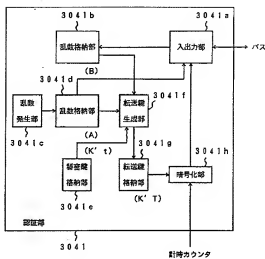 3041b
3041a
乱数格納部
入出力部
バス
3041d
(B)
3041f
乱数
発生部
乱数格納部
転送鍵
生成部
3041c
(A)
3041g
(K't)
3041h
秘密鍵
格納部
転送鍵
格納部
暗号化部
3041e
(K'T)
認証部
3041
計時カウンタ